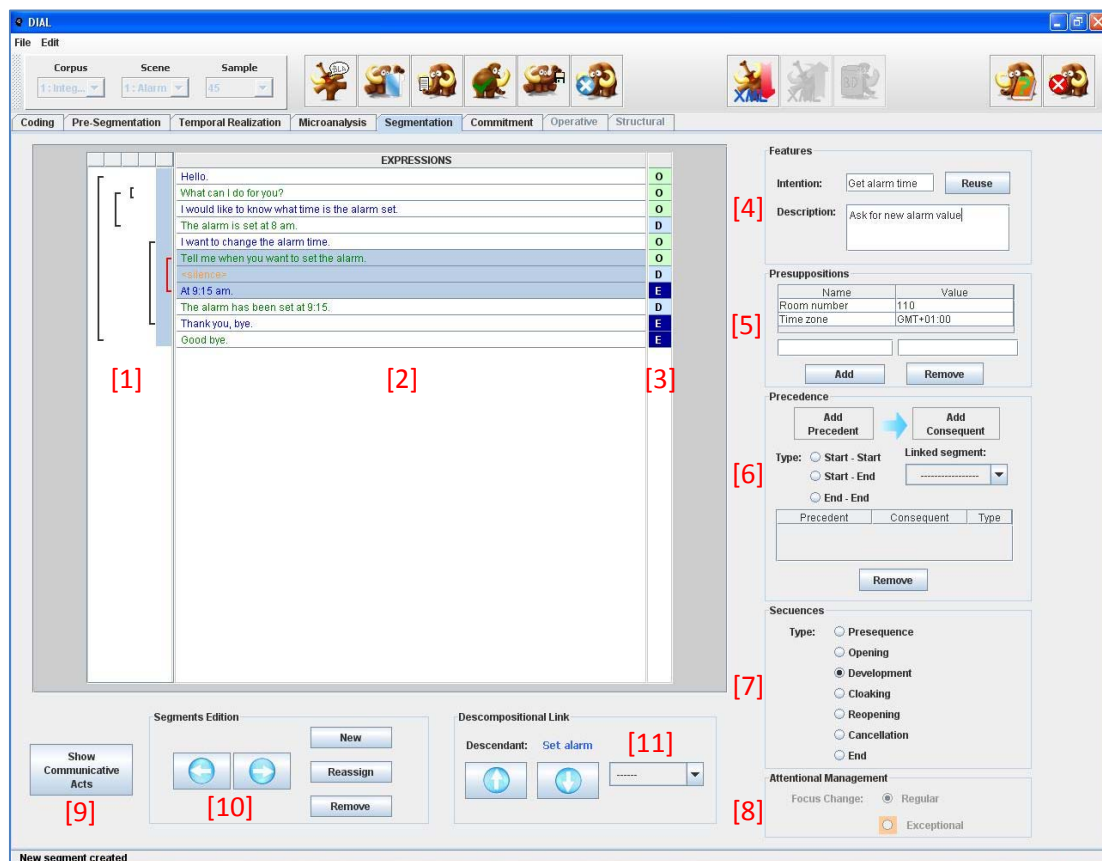 DIAL
File Edit
Corpus Scene Sample
1 : Integ... 1 : Alarm 45
BLA
XML
3D
?
Coding Pre-Segmentation Temporal Realization Microanalysis Segmentation Commitment Operative Structural
EXPRESSIONS
Hello. O
What can I do for you? O
I would like to know what time is the alarm set. O
The alarm is set at 8 am. D
I want to change the alarm time. O
Tell me when you want to set the alarm. O
<silence> D
At 9:15 am. E
The alarm has been set at 9:15. D
Thank you, bye. E
Good bye. E
[1] [2] [3]
Features
Intention: Get alarm time Reuse
[4]
Description: Ask for new alarm value
Presuppositions
Name Value
Room number 110
Time zone GMT+01:00
[5]
Add Remove
Precedence
Add Precedent
Add Consequent
Type: Start - Start Linked segment:
[6]
Start - End -----------------
End - End
Precedent Consequent Type
Remove
Secuences
Type: Presequence
Opening
Development
[7]
Cloaking
Reopening
Cancellation
End
Attentional Management
Focus Change: Regular
[8]
Exceptional
Show
Communicative
Acts
[9]
Segments Edition
New
Reassign
Remove
[10]
Descompositional Link
Descendant: Set alarm [11]
------
New segment created